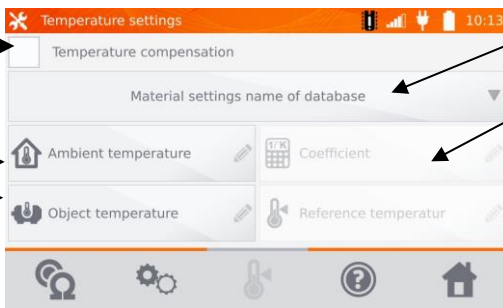 Temperature settings 10:13
Temperature compensation
Material settings name of database
Ambient temperature
1/K Coefficient
Object temperature
Reference temperatur
Ω
?